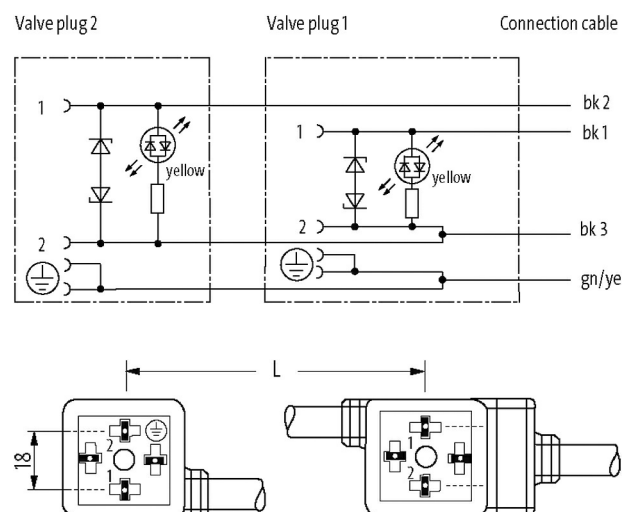 Valve plug 2
Valve plug 1
Connection cable
1
bk 2
1
bk 1
yellow
yellow
2
bk 3
2
gn/ye
L
18
2
1
1
2